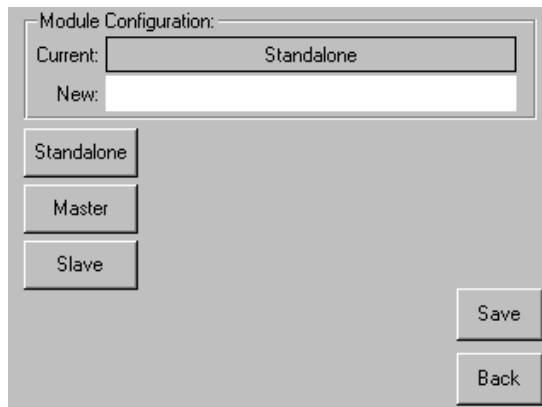 Module Configuration:
Current: Standalone
New:
Standalone
Master
Slave
Save
Back